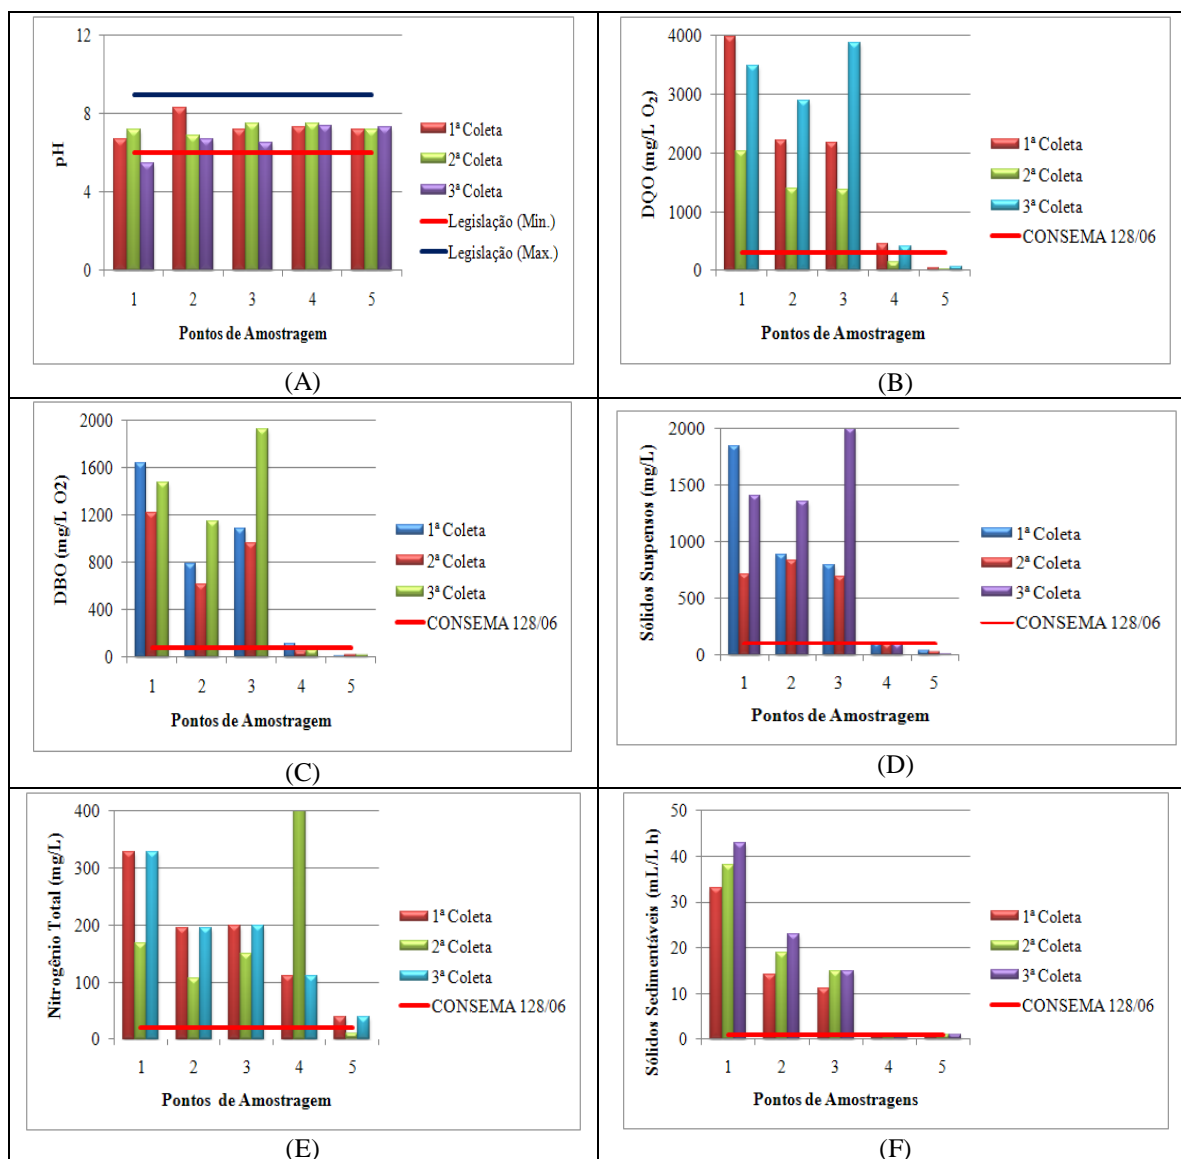 12
8
4
0
pH
1 2 3 4 5
Pontos de Amostragem
1ª Coleta
2ª Coleta
3ª Coleta
Legislação (Min.)
Legislação (Max.)
(A)
4000
3000
2000
1000
0
DQO (mg/L O₂)
1 2 3 4 5
Pontos de Amostragem
1ª Coleta
2ª Coleta
3ª Coleta
CONSEMA 128/06
(B)
2000
1600
1200
800
400
0
DBO (mg/L O2)
1 2 3 4 5
Pontos de Amostragem
1ª Coleta
2ª Coleta
3ª Coleta
CONSEMA 128/06
(C)
2000
1500
1000
500
0
Sólidos Suspensos (mg/L)
1 2 3 4 5
Pontos de Amostragem
1ª Coleta
2ª Coleta
3ª Coleta
CONSEMA 128/06
(D)
400
300
200
100
0
Nitrogênio Total (mg/L)
1 2 3 4 5
Pontos de Amostragem
1ª Coleta
2ª Coleta
3ª Coleta
CONSEMA 128/06
(E)
50
40
30
20
10
0
Sólidos Sedimentáveis (mL/L h)
1 2 3 4 5
Pontos de Amostragens
1ª Coleta
2ª Coleta
3ª Coleta
CONSEMA 128/06
(F)